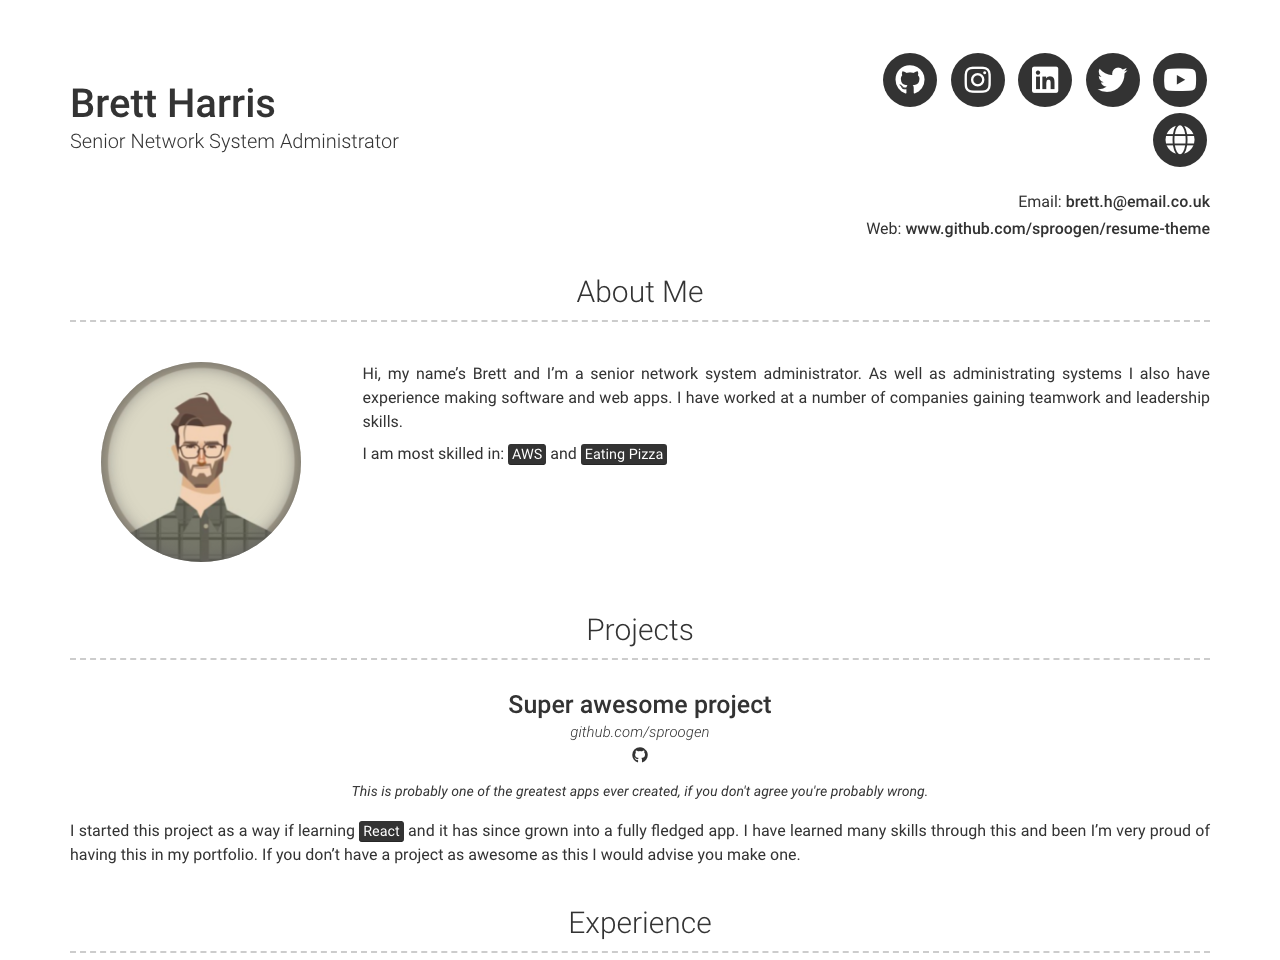 Brett Harris
Senior Network System Administrator
Email: brett.h@email.co.uk
Web: www.github.com/sproogen/resume-theme
About Me
Hi, my name’s Brett and I’m a senior network system administrator. As well as administrating systems I also have
experience making software and web apps. I have worked at a number of companies gaining teamwork and leadership
skills.
I am most skilled in: AWS and Eating Pizza
Projects
Super awesome project
github.com/sproogen
This is probably one of the greatest apps ever created, if you don't agree you're probably wrong.
I started this project as a way if learning React and it has since grown into a fully fledged app. I have learned many skills through this and been I’m very proud of
having this in my portfolio. If you don’t have a project as awesome as this I would advise you make one.
Experience